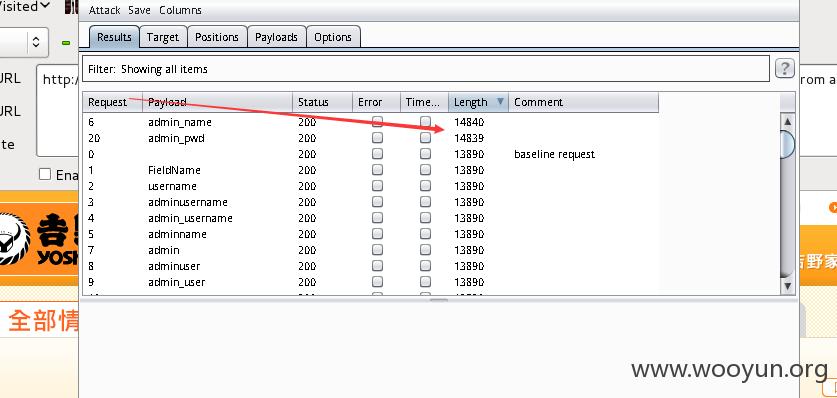 isited
Attack Save Columns
Results Target Positions Payloads Options
URL http:/
Filter: Showing all items
?
rom a
URL
Request Payload Status Error Time... Length Comment
6 admin_name 200 14840
20 admin_pwd 200 14839
0 200 13890 baseline request
1 FieldName 200 13890
2 username 200 13890
3 adminusername 200 13890
4 admin_username 200 13890
5 adminname 200 13890
7 admin 200 13890
8 adminuser 200 13890
9 admin_user 200 13890
te
Ena
吉
YOSH
吉野家
全部情
www.wooyun.org